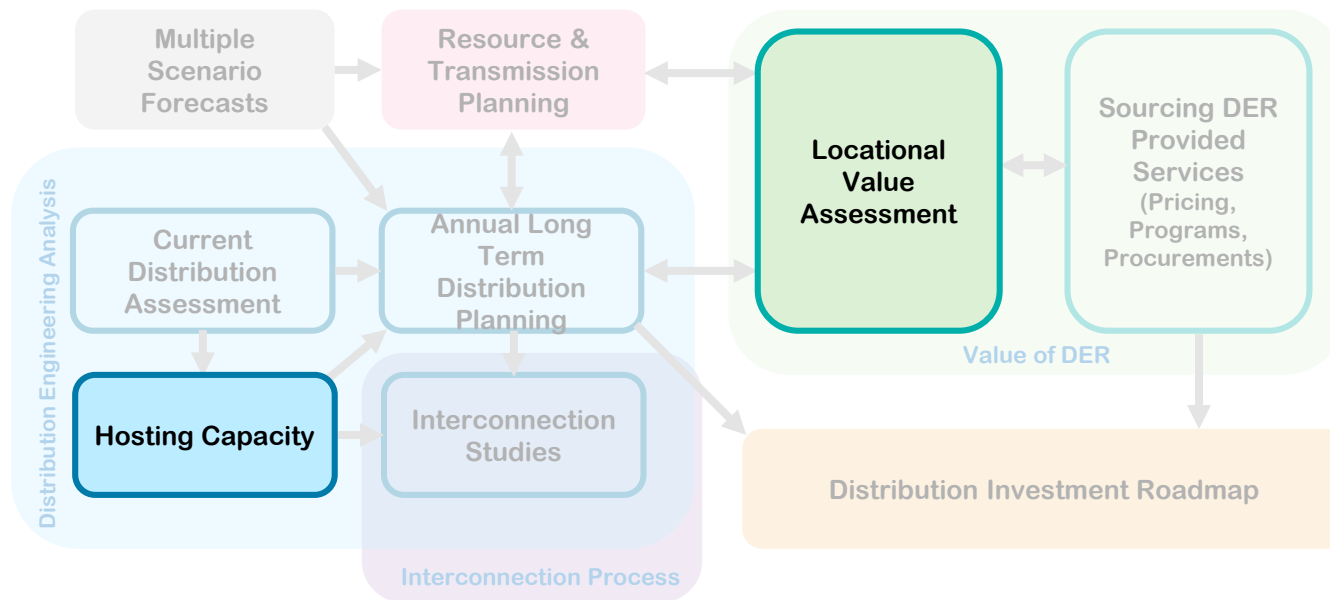 Multiple
Scenario
Forecasts
Resource &
Transmission
Planning
Locational
Value
Assessment
Sourcing DER
Provided
Services
(Pricing,
Programs,
Procurements)
Value of DER
Distribution Engineering Analysis
Current
Distribution
Assessment
Annual Long
Term
Distribution
Planning
Hosting Capacity
Interconnection
Studies
Interconnection Process
Distribution Investment Roadmap